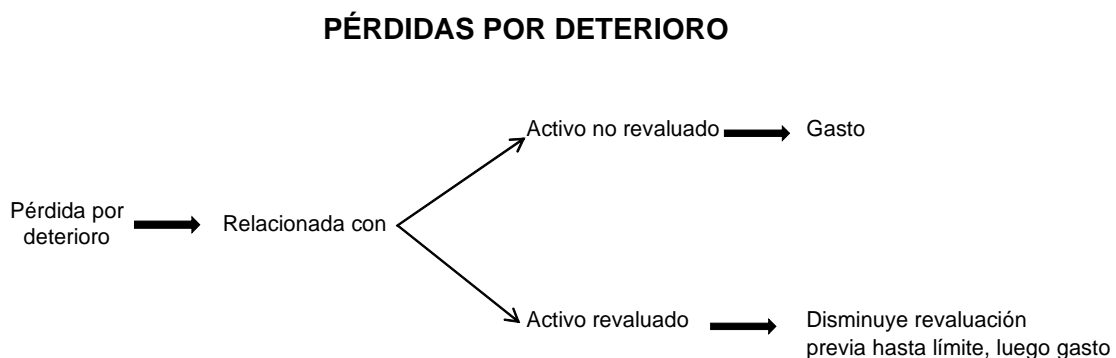 PÉRDIDAS POR DETERIORO
Activo no revaluado
Gasto
Pérdida por
deterioro
Relacionada con
Activo revaluado
Disminuye revaluación
previa hasta límite, luego gasto